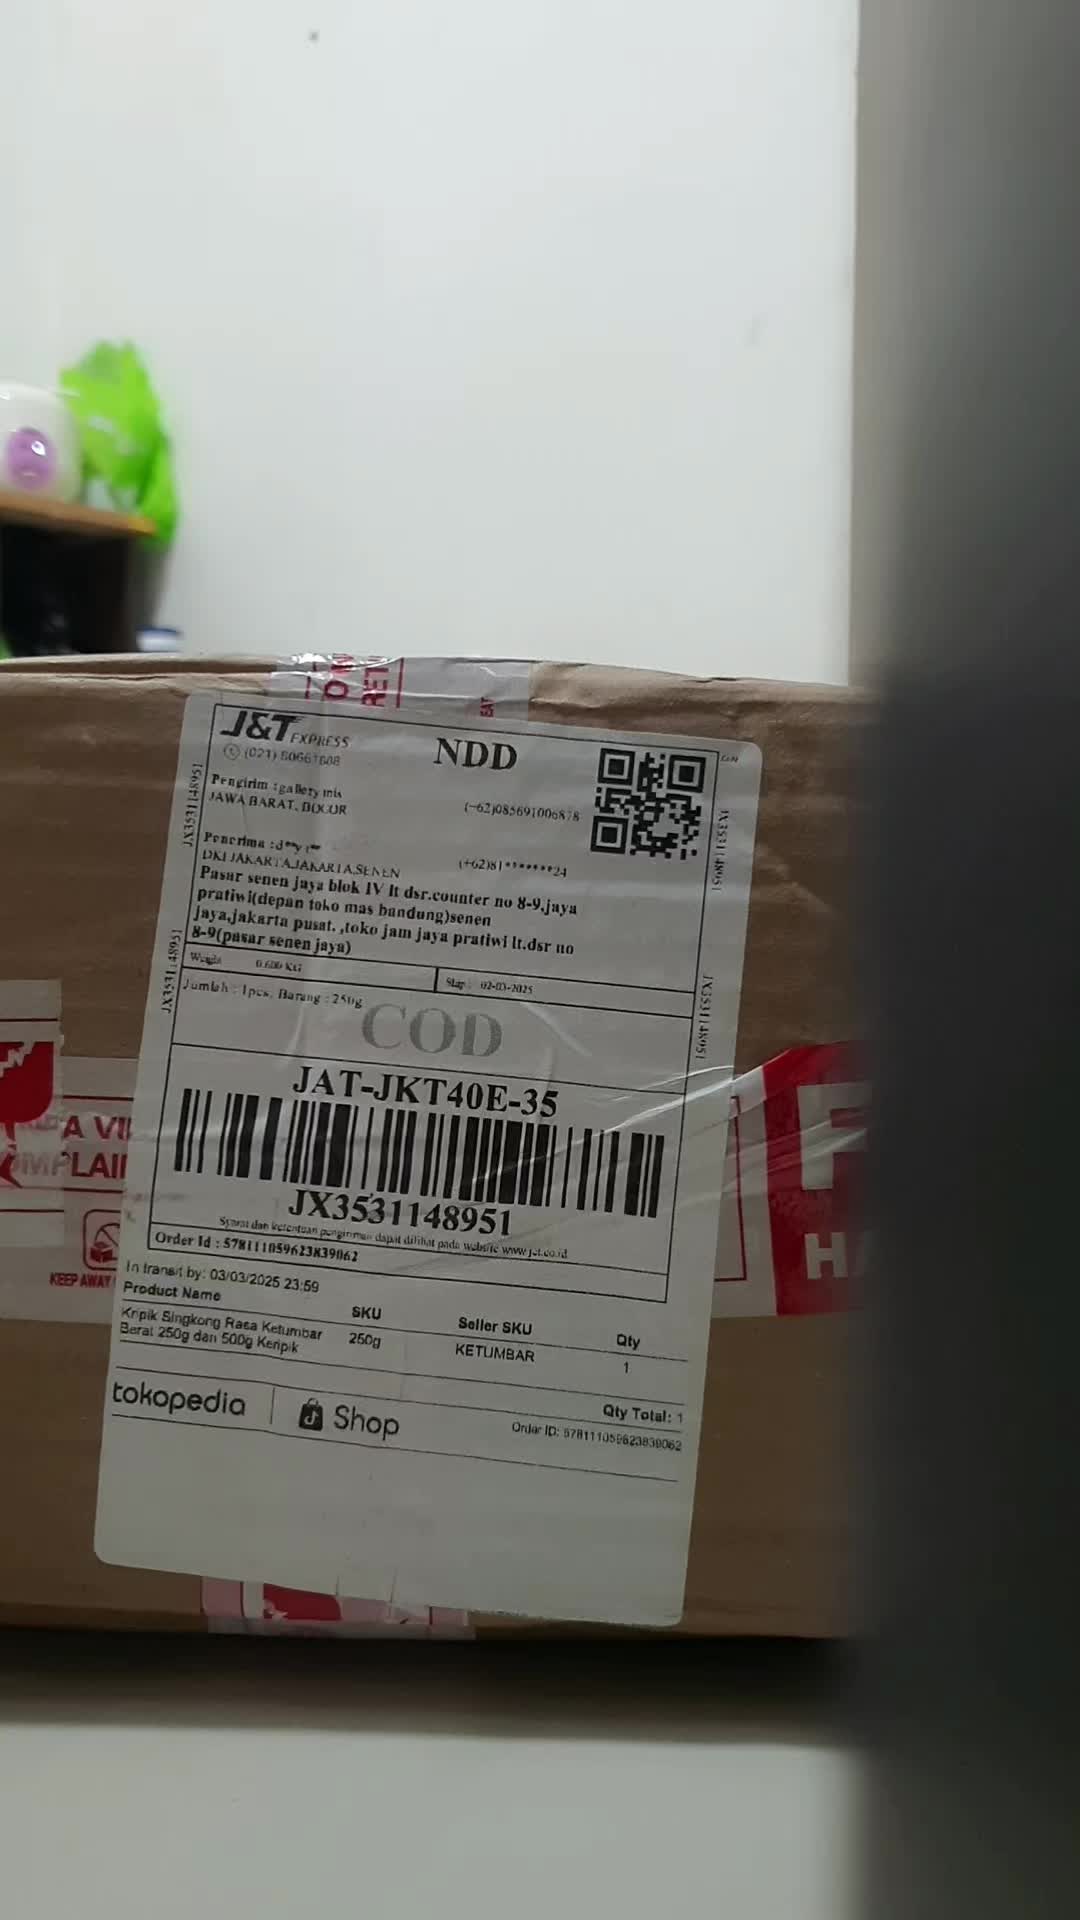 J&T EXPRESS
NDD
Pengirim :gallery inis
JAWA BARAT, BOGOR
(+62)085691006878
Penerima :d**y i**
DKI JAKARTA,JAKARTA,SENEN
(+62)81*******24
Pasar senen jaya blok IV lt dsr.counter no 8-9,jaya
pratiwi(depan toko mas bandung)senen
jaya,jakarta pusat. ,toko jam jaya pratiwi lt.dsr no
8-9(pasar senen jaya)
Weight 0.600 KG
02-03-2025
Jumlah : 1pcs, Barang : 250g
COD
JAT-JKT40E-35
JX3531148951
Syarat dan ketentuan pengiriman dapat dilihat pada website www.jet.co.id
Order Id : 578111059623839062
In transit by: 03/03/2025 23:59
Product Name SKU Seller SKU Qty
Kripik Singkong Rasa Ketumbar 250g KETUMBAR 1
Berat 250g dan 500g Keripik
Qty Total: 1
tokopedia | Shop
Order ID: 578111059623839062
JX3531148951
JX3531148951
JX3531148951
JX3531148951
KEEP AWAY